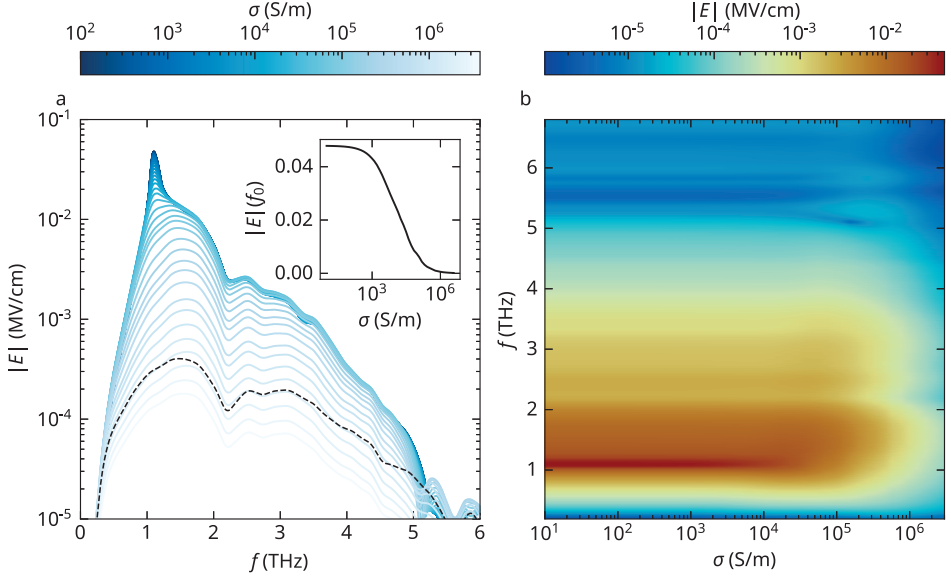 σ (S/m)
10² 10³ 10⁴ 10⁵ 10⁶
|E| (MV/cm)
10⁻⁵ 10⁻⁴ 10⁻³ 10⁻²
a
10⁻¹
10⁻²
10⁻³
10⁻⁴
10⁻⁵
|E| (MV/cm)
0 1 2 3 4 5 6
f (THz)
0.04
0.02
0.00
|E|(f₀)
10³ 10⁶
σ (S/m)
b
6
5
4
3
2
1
f (THz)
10¹ 10² 10³ 10⁴ 10⁵ 10⁶
σ (S/m)